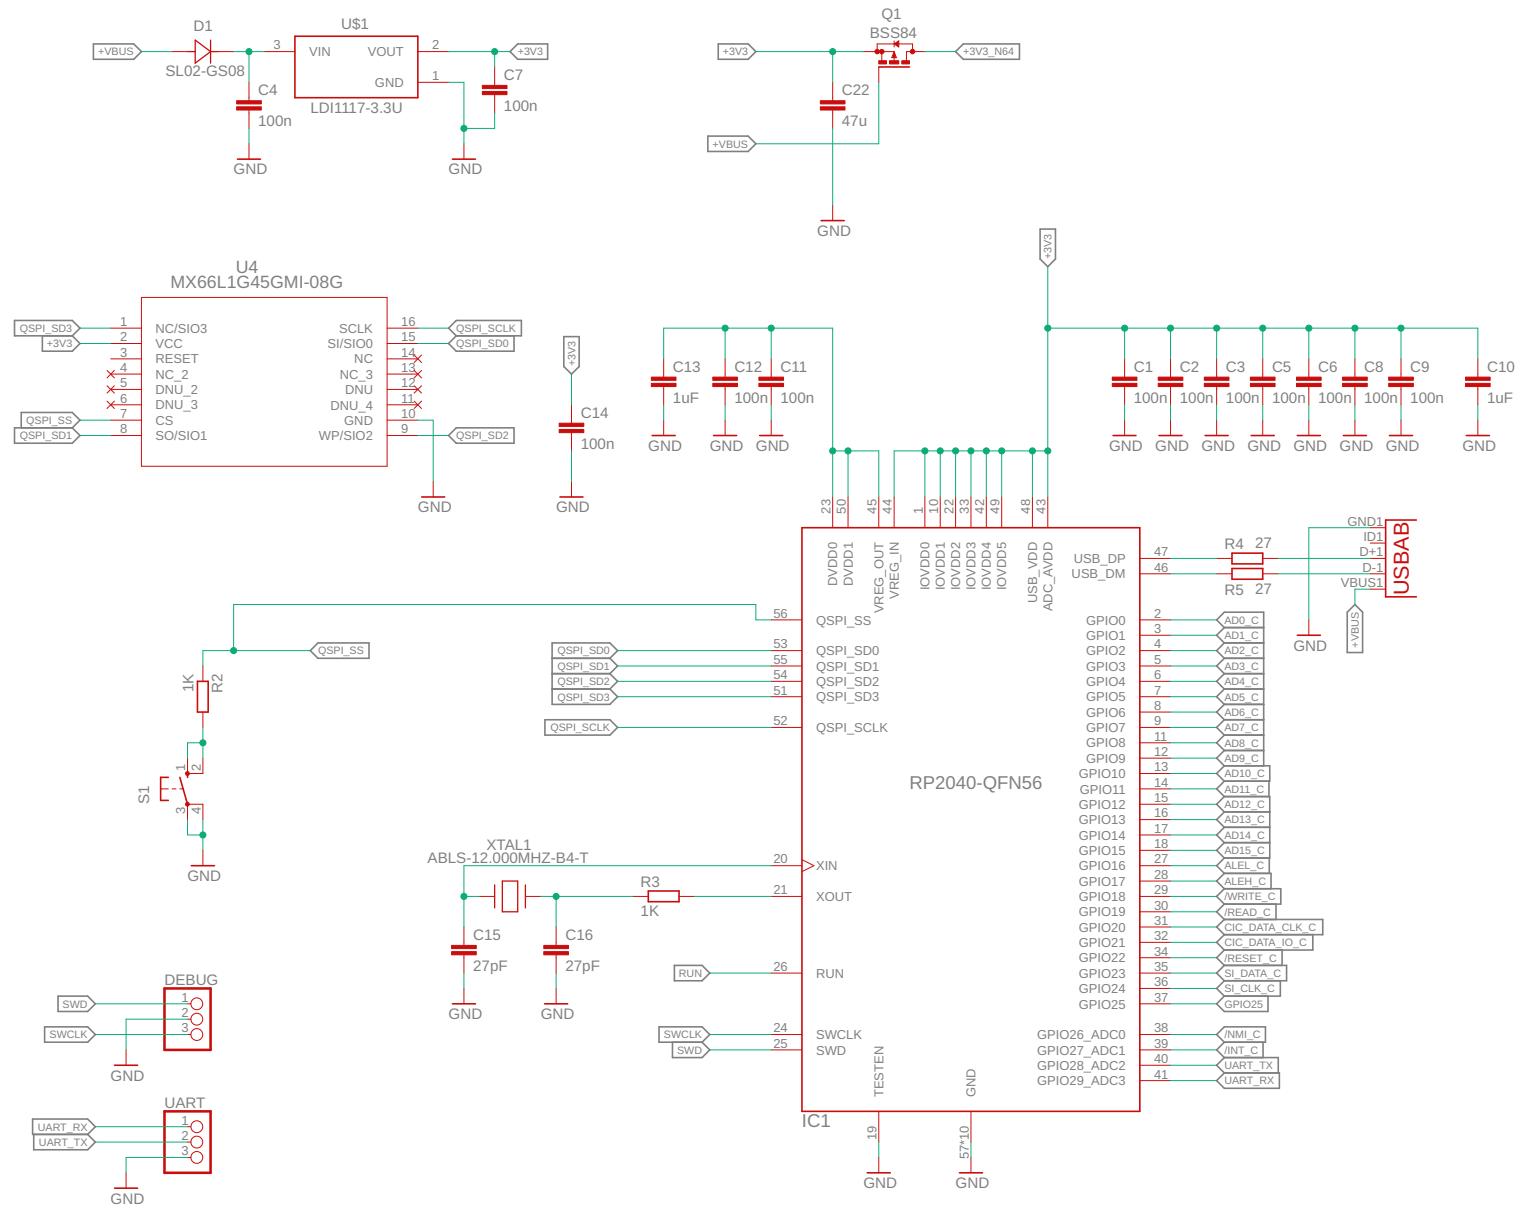 D1
+VBUS
SL02-GS08
C4
100n
GND
U$1
3
VIN
VOUT
2
GND
1
LDI1117-3.3U
+3V3
C7
100n
GND
Q1
BSS84
+3V3
+3V3_N64
C22
47u
+VBUS
GND
U4
MX66L1G45GMI-08G
QSPI_SD3
1
NC/SIO3
SCLK
16
QSPI_SCLK
+3V3
2
VCC
SI/SIO0
15
QSPI_SD0
3
RESET
NC
14
4
NC_2
NC_3
13
5
DNU_2
DNU
12
6
DNU_3
DNU_4
11
QSPI_SS
7
CS
GND
10
QSPI_SD1
8
SO/SIO1
WP/SIO2
9
QSPI_SD2
GND
+3V3
C14
100n
GND
+3V3
C13
1uF
GND
C12
100n
GND
C11
100n
GND
C1
100n
GND
C2
100n
GND
C3
100n
GND
C5
100n
GND
C6
100n
GND
C8
100n
GND
C9
100n
GND
C10
1uF
GND
23
50
45
44
1
10
22
33
42
49
48
43
DVDD0
DVDD1
VREG_OUT
VREG_IN
IOVDD0
IOVDD1
IOVDD2
IOVDD3
IOVDD4
IOVDD5
USB_VDD
ADC_AVDD
USB_DP
47
R4
27
USB_DM
46
R5
27
GND1
ID1
D+1
D-1
VBUS1
USBAB
GND
+VBUS
56
QSPI_SS
QSPI_SD0
53
QSPI_SD0
QSPI_SD1
55
QSPI_SD1
QSPI_SD2
54
QSPI_SD2
QSPI_SD3
51
QSPI_SD3
QSPI_SCLK
52
QSPI_SCLK
RP2040-QFN56
GPIO0
2
AD0_C
GPIO1
3
AD1_C
GPIO2
4
AD2_C
GPIO3
5
AD3_C
GPIO4
6
AD4_C
GPIO5
7
AD5_C
GPIO6
8
AD6_C
GPIO7
9
AD7_C
GPIO8
11
AD8_C
GPIO9
12
AD9_C
GPIO10
13
AD10_C
GPIO11
14
AD11_C
GPIO12
15
AD12_C
GPIO13
16
AD13_C
GPIO14
17
AD14_C
GPIO15
18
AD15_C
GPIO16
27
ALEL_C
GPIO17
28
ALEH_C
GPIO18
29
/WRITE_C
GPIO19
30
/READ_C
GPIO20
31
CIC_DATA_CLK_C
GPIO21
32
CIC_DATA_IO_C
GPIO22
34
/RESET_C
GPIO23
35
SI_DATA_C
GPIO24
36
SI_CLK_C
GPIO25
37
GPIO25
GPIO26_ADC0
38
/NMI_C
GPIO27_ADC1
39
/INT_C
GPIO28_ADC2
40
UART_TX
GPIO29_ADC3
41
UART_RX
QSPI_SS
1K
R2
1
2
S1
3
4
GND
XTAL1
ABLS-12.000MHZ-B4-T
20
XIN
R3
1K
21
XOUT
C15
27pF
GND
C16
27pF
GND
RUN
26
RUN
SWCLK
24
SWCLK
SWD
25
SWD
TESTEN
GND
IC1
19
GND
57*10
GND
DEBUG
SWD
1
2
SWCLK
3
GND
UART
UART_RX
1
UART_TX
2
3
GND